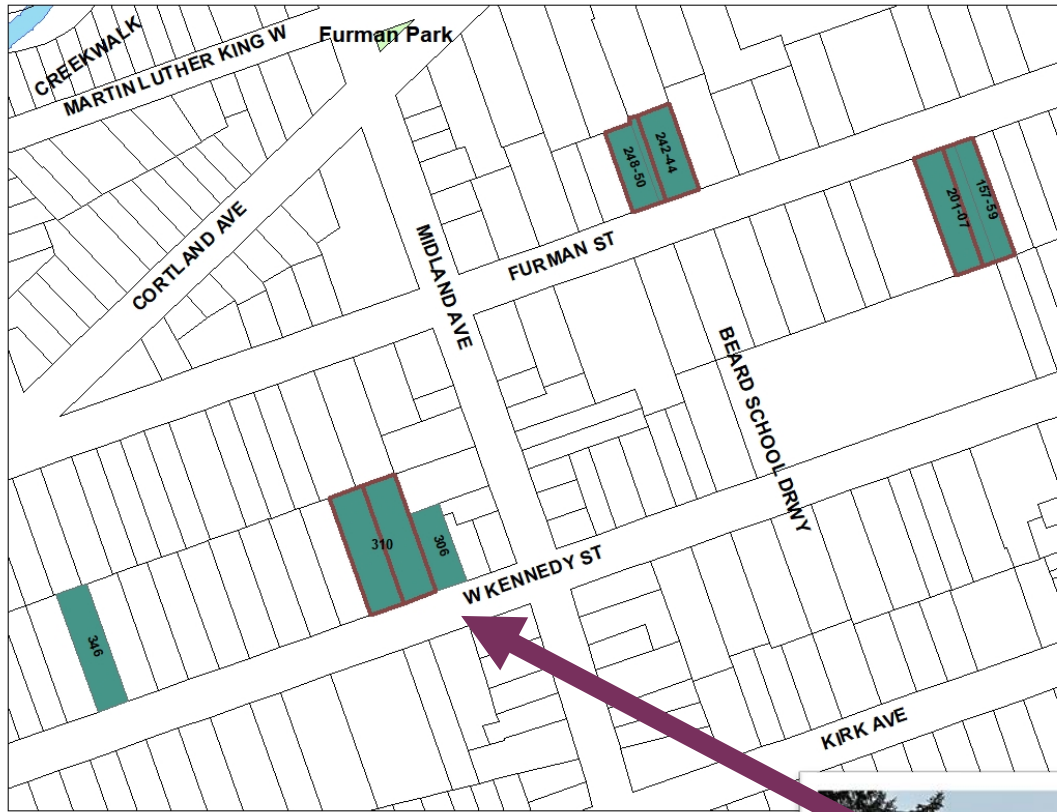 CREEKWALK
MARTIN LUTHER KING W
Furman Park
CORTLAND AVE
MIDLAND AVE
FURMAN ST
248-50
242-44
201-07
157-59
BEARD SCHOOL DRWY
310
306
346
W KENNEDY ST
KIRK AVE